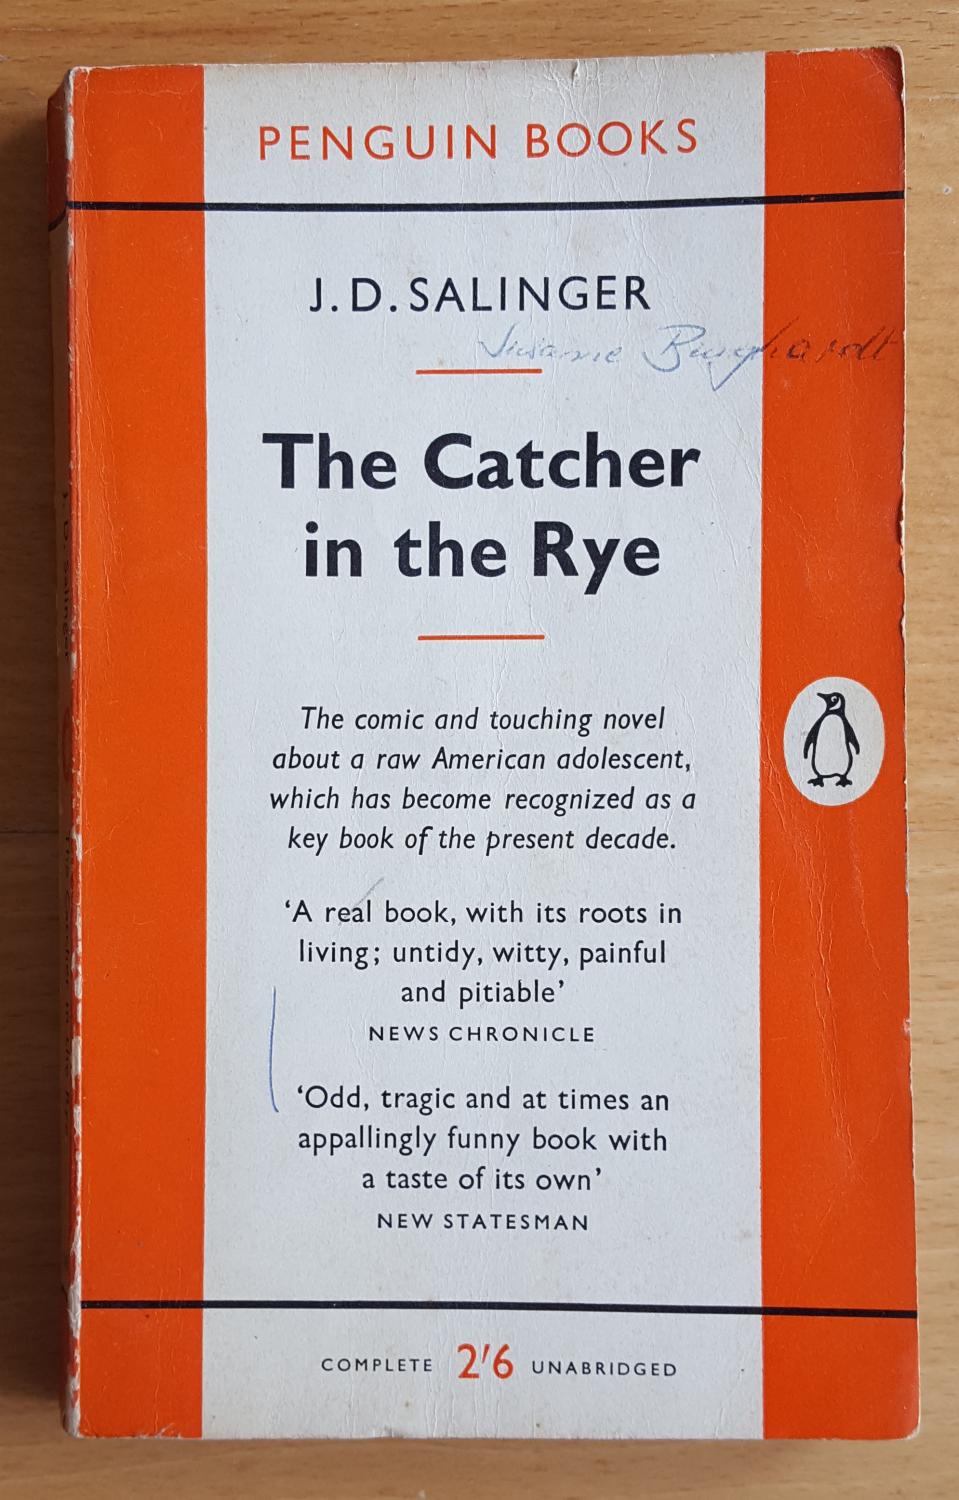 PENGUIN BOOKS
J. D. SALINGER
The Catcher
in the Rye
The comic and touching novel
about a raw American adolescent,
which has become recognized as a
key book of the present decade.
‘A real book, with its roots in
living; untidy, witty, painful
and pitiable’
NEWS CHRONICLE
‘Odd, tragic and at times an
appallingly funny book with
a taste of its own’
NEW STATESMAN
COMPLETE 2'6 UNABRIDGED
J. D. Salinger